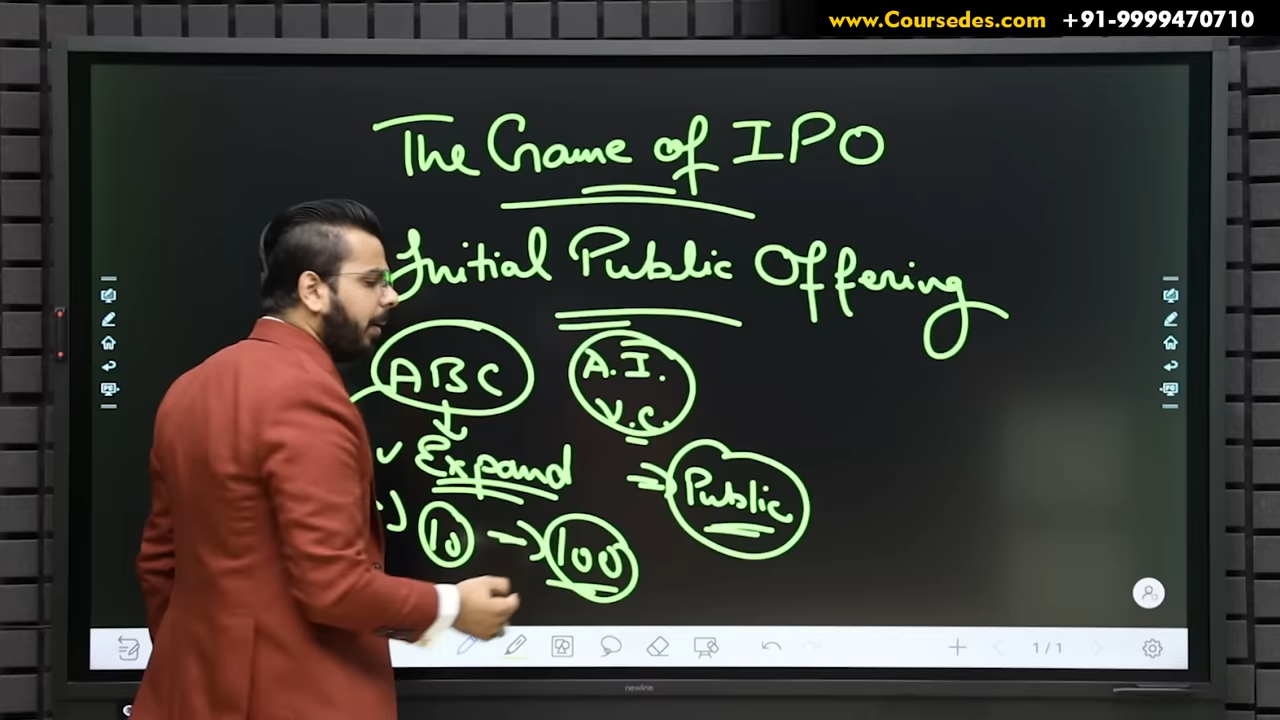 www.Coursedes.com +91-9999470710
The Game of IPO
Initial Public Offering
ABC A.I.
V.C.
Expand
Public
10 100
1/1
newline